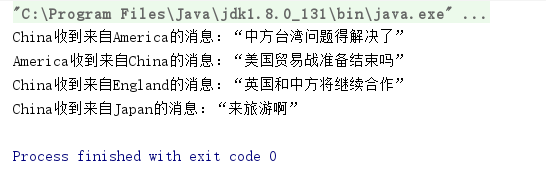 "C:\Program Files\Java\jdk1.8.0_131\bin\java.exe" ...
China收到来自America的消息：“中方台湾问题得解决了”
America收到来自China的消息：“美国贸易战准备结束吗”
China收到来自England的消息：“英国和中方将继续合作”
China收到来自Japan的消息：“来旅游啊”
Process finished with exit code 0